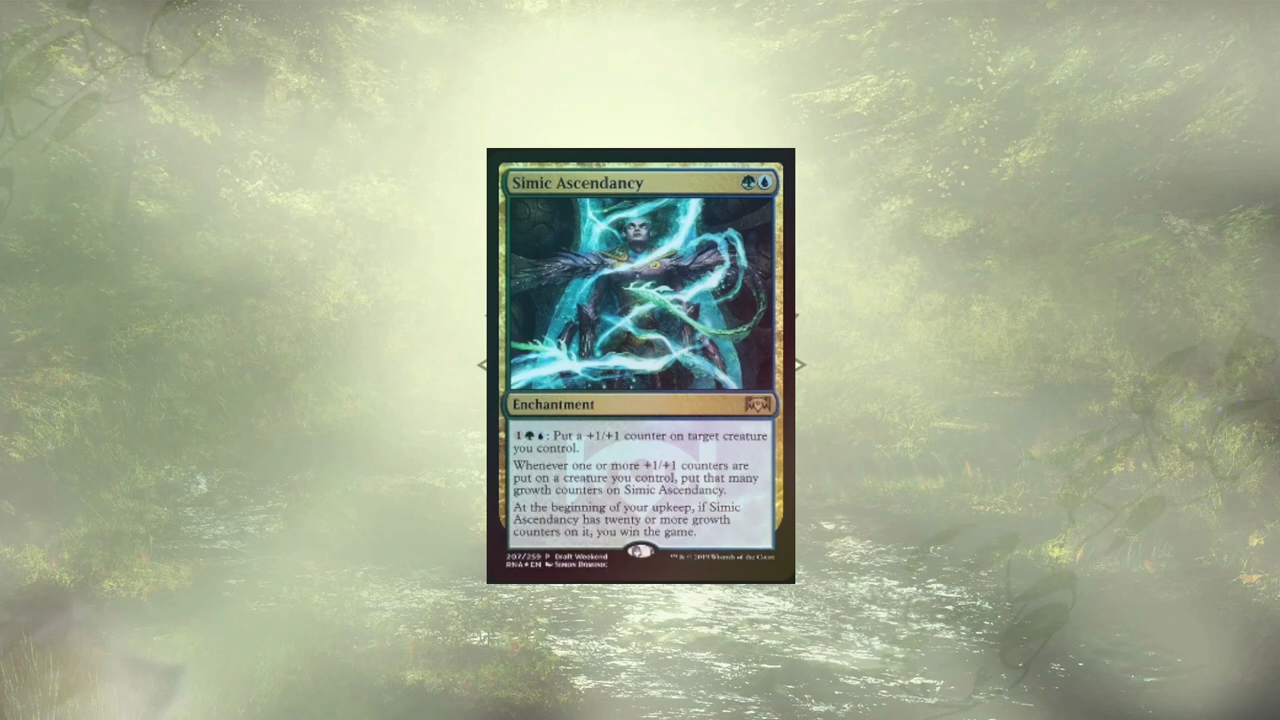 Simic Ascendancy
Enchantment
1 : Put a +1/+1 counter on target creature
you control.
Whenever one or more +1/+1 counters are
put on a creature you control, put that many
growth counters on Simic Ascendancy.
At the beginning of your upkeep, if Simic
Ascendancy has twenty or more growth
counters on it, you win the game.
207/259 P Draft Weekend
RNA★EN Simon Dominic
™ & © 2019 Wizards of the Coast